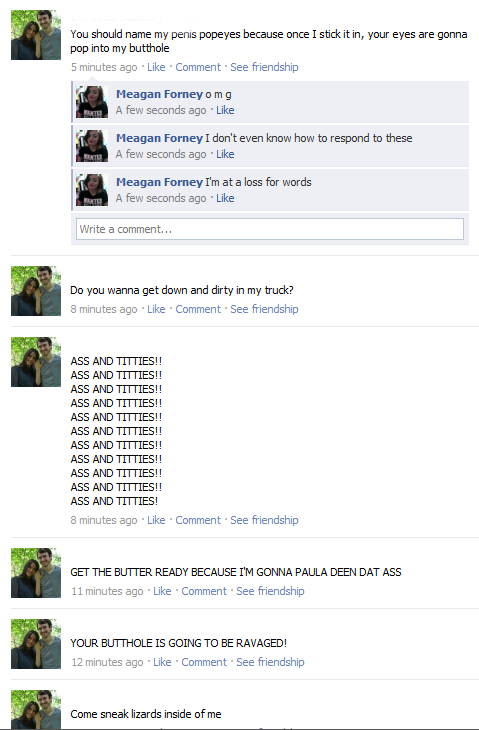 You should name my penis popeyes because once I stick it in, your eyes are gonna
pop into my butthole
5 minutes ago · Like · Comment · See friendship
Meagan Forney o m g
A few seconds ago · Like
Meagan Forney I don't even know how to respond to these
A few seconds ago · Like
Meagan Forney I'm at a loss for words
A few seconds ago · Like
Write a comment...
Do you wanna get down and dirty in my truck?
8 minutes ago · Like · Comment · See friendship
ASS AND TITTIES!!
ASS AND TITTIES!!
ASS AND TITTIES!!
ASS AND TITTIES!!
ASS AND TITTIES!!
ASS AND TITTIES!!
ASS AND TITTIES!!
ASS AND TITTIES!!
ASS AND TITTIES!!
ASS AND TITTIES!!
ASS AND TITTIES!
8 minutes ago · Like · Comment · See friendship
GET THE BUTTER READY BECAUSE I'M GONNA PAULA DEEN DAT ASS
11 minutes ago · Like · Comment · See friendship
YOUR BUTTHOLE IS GOING TO BE RAVAGED!
12 minutes ago · Like · Comment · See friendship
Come sneak lizards inside of me